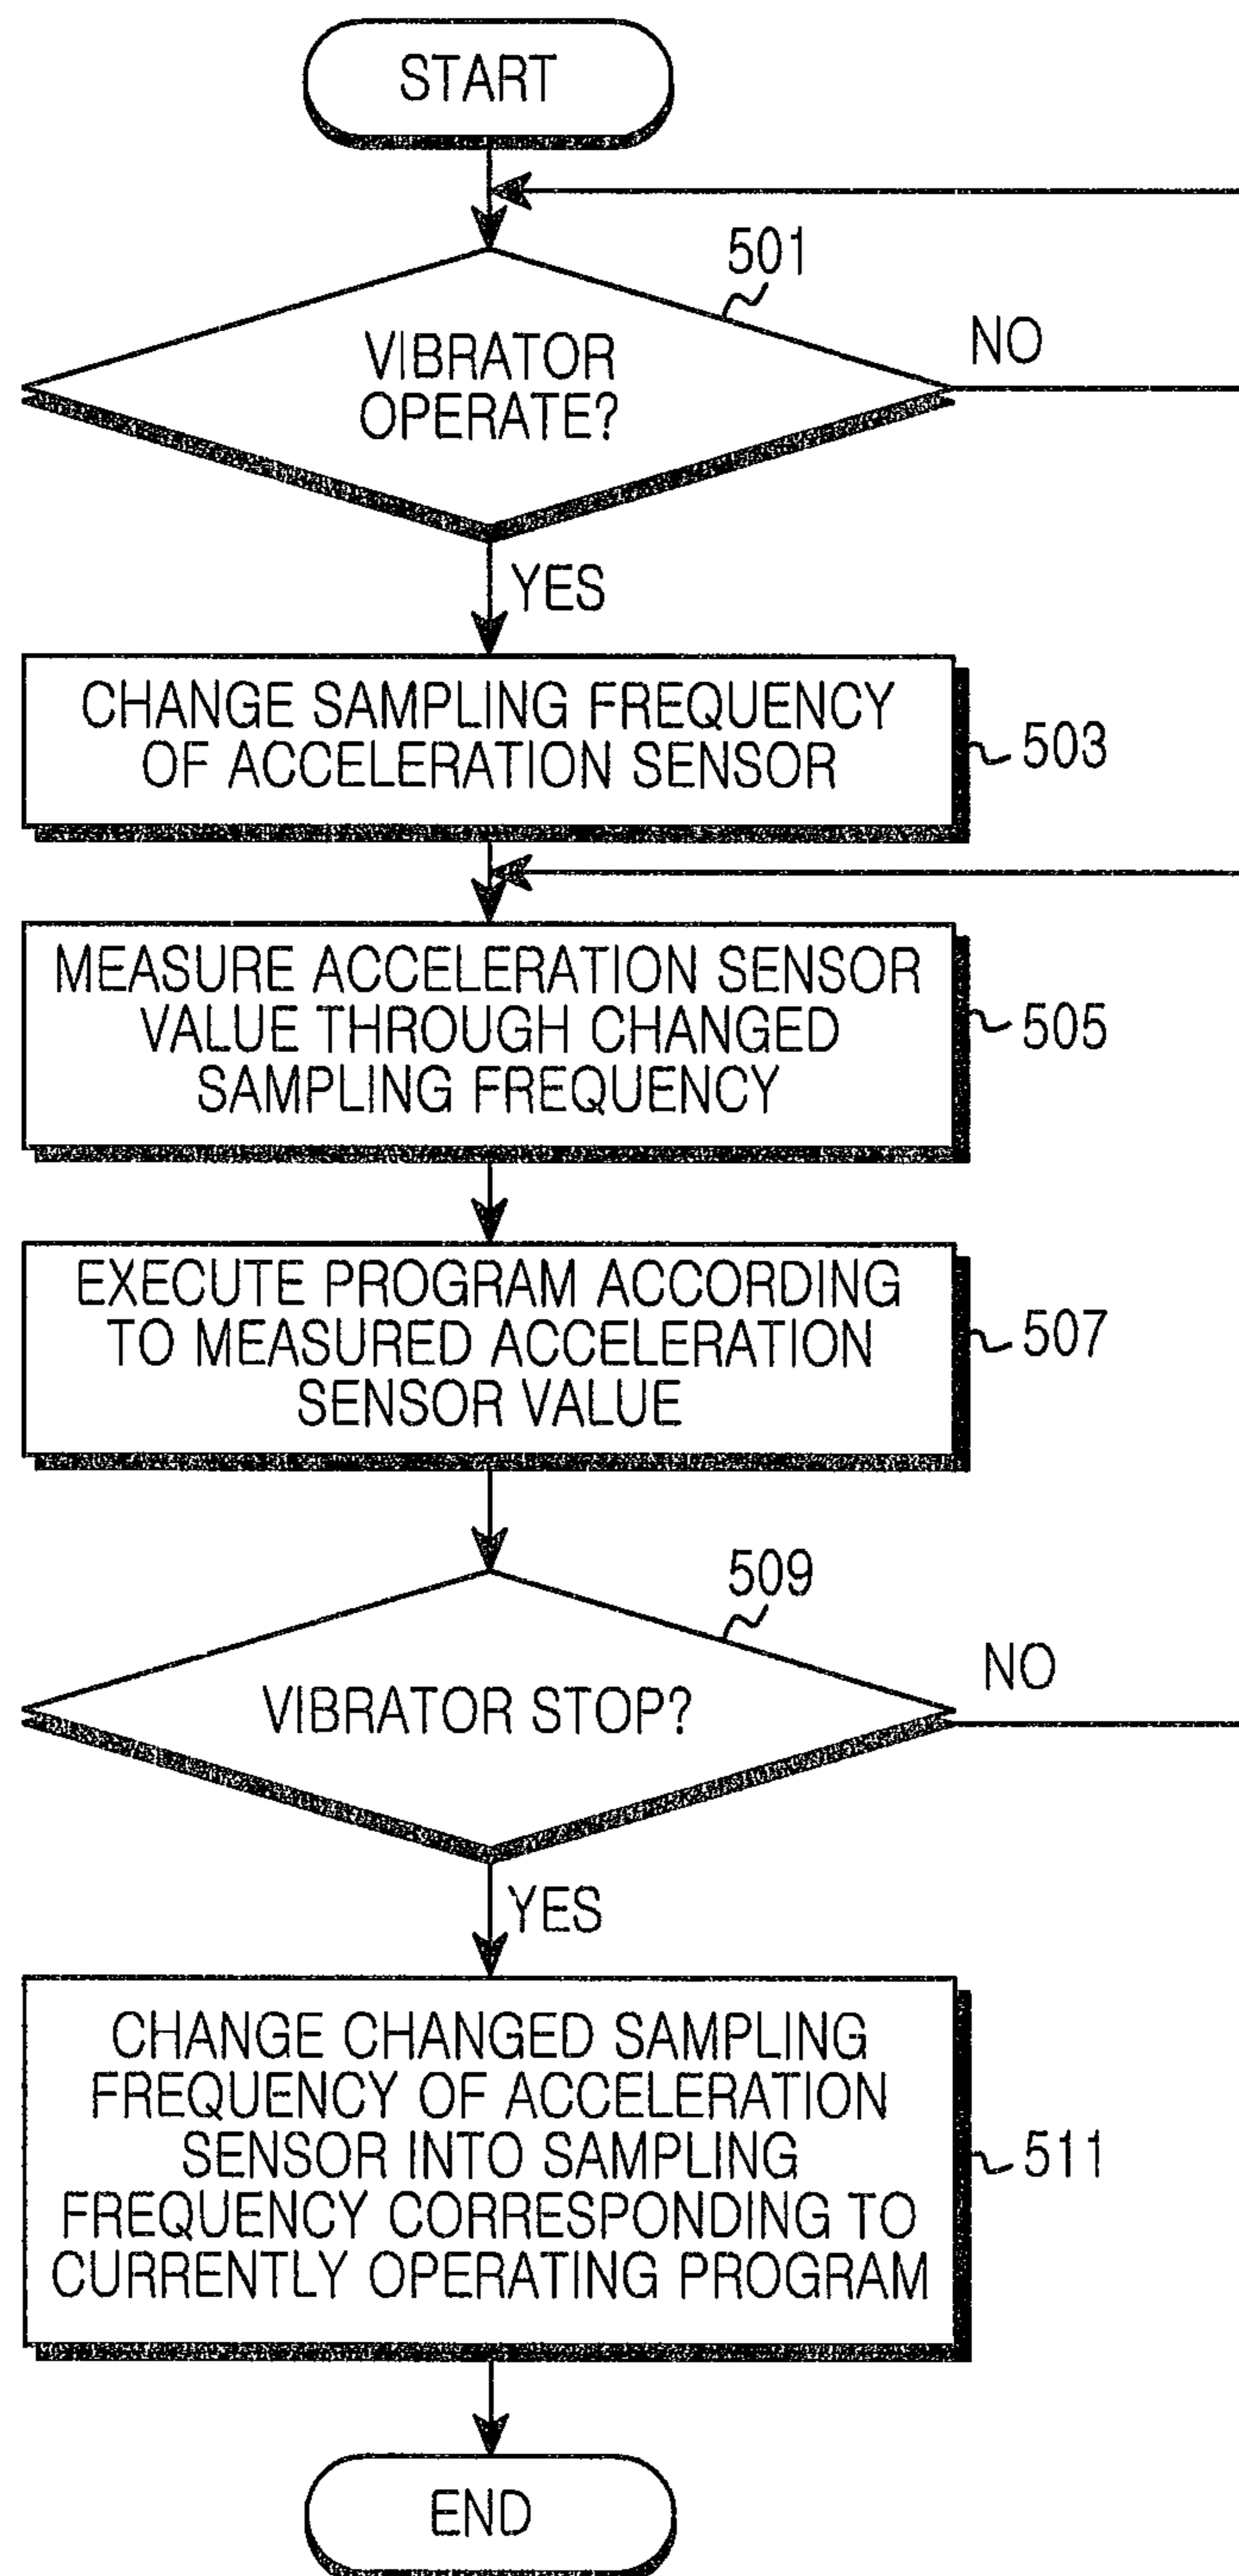 START
501
VIBRATOR
OPERATE?
NO
YES
CHANGE SAMPLING FREQUENCY
OF ACCELERATION SENSOR
503
MEASURE ACCELERATION SENSOR
VALUE THROUGH CHANGED
SAMPLING FREQUENCY
505
EXECUTE PROGRAM ACCORDING
TO MEASURED ACCELERATION
SENSOR VALUE
507
509
VIBRATOR STOP?
NO
YES
CHANGE CHANGED SAMPLING
FREQUENCY OF ACCELERATION
SENSOR INTO SAMPLING
FREQUENCY CORRESPONDING TO
CURRENTLY OPERATING PROGRAM
511
END